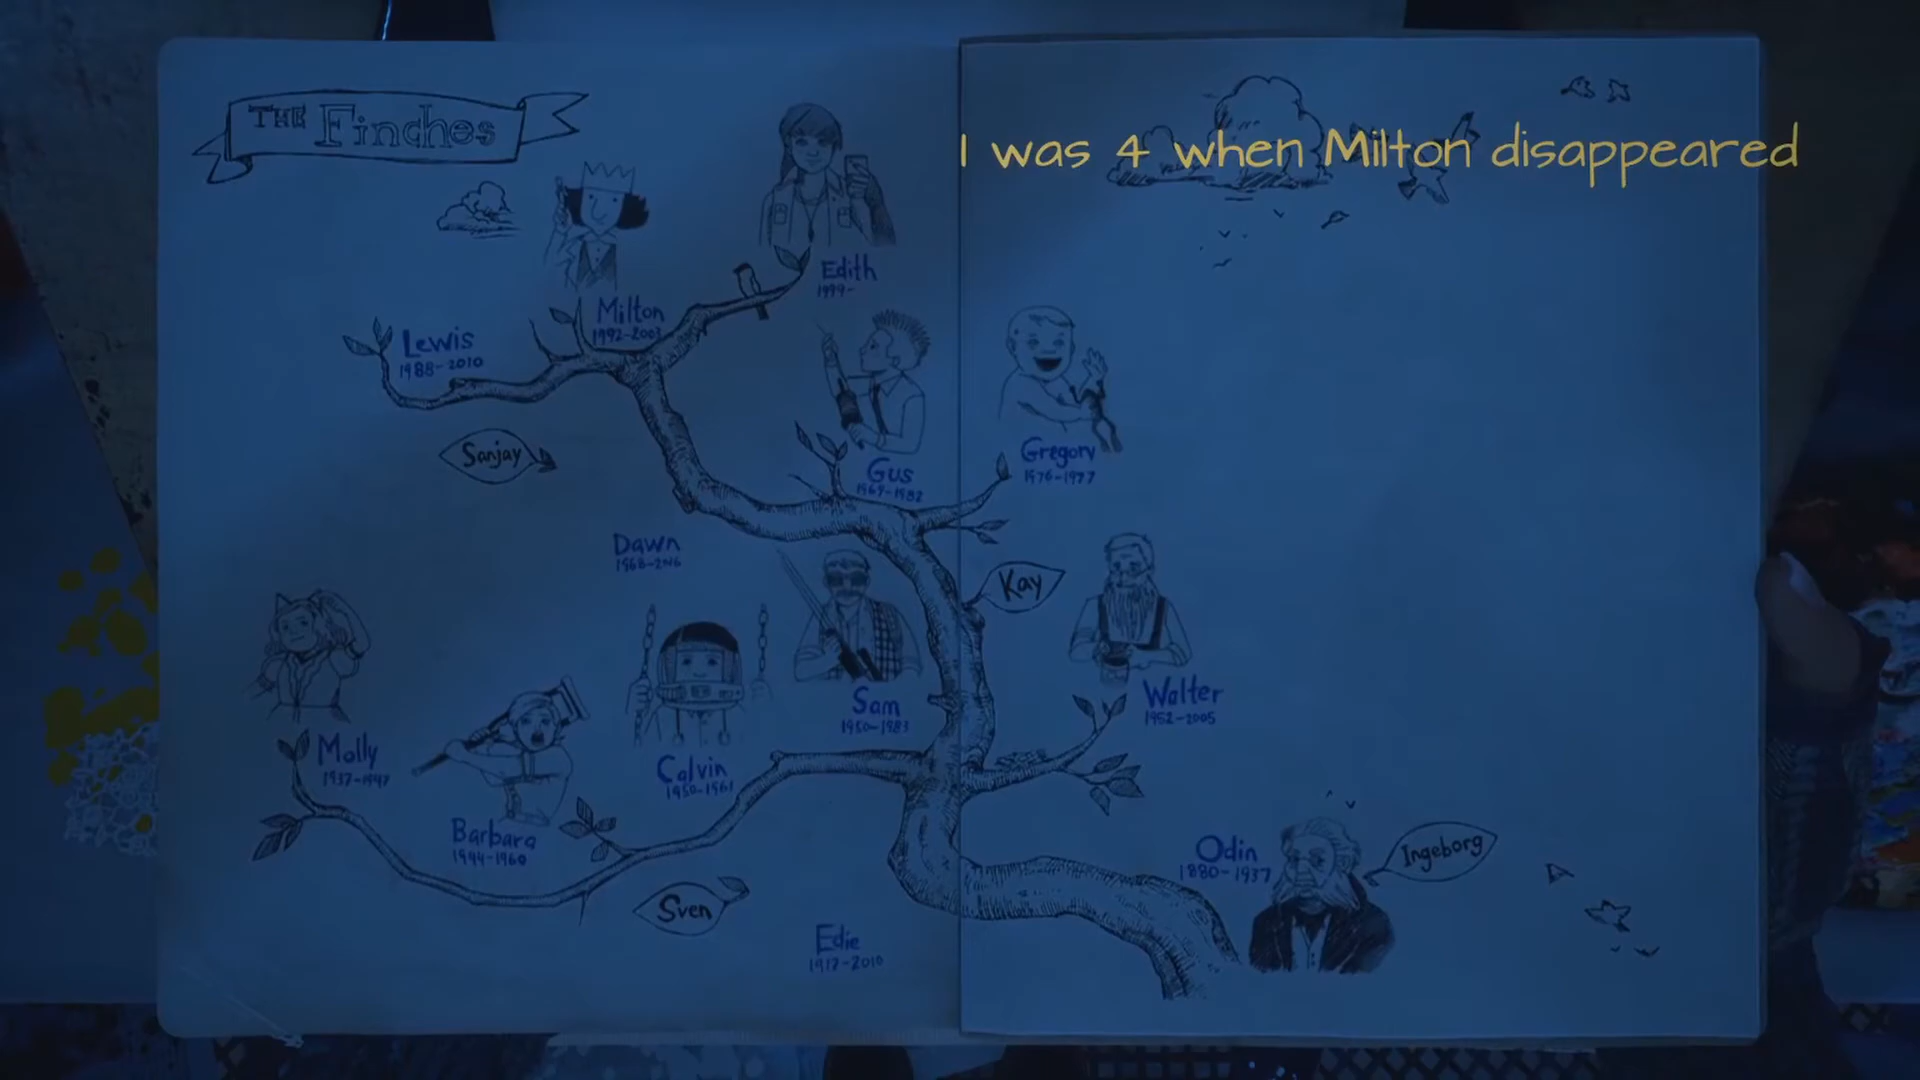 THE Finches
I was 4 when Milton disappeared
Edith
1999-
Milton
1992-2003
Lewis
1988-2010
Sanjay
Gus
1969-1982
Gregory
1976-1977
Dawn
1968-2016
Kay
Sam
1950-1983
Walter
1952-2005
Molly
1937-1947
Calvin
1950-1961
Barbara
1944-1960
Odin
1880-1937
Ingeborg
Sven
Edie
1917-2010